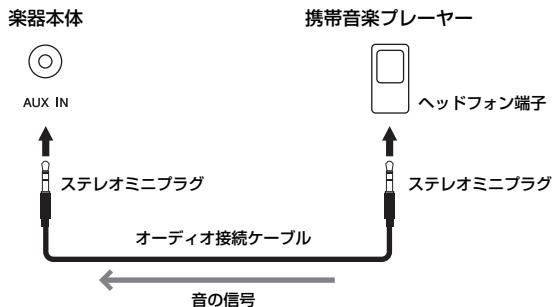 楽器本体
携帯音楽プレーヤー
AUX IN
ヘッドフォン端子
ステレオミニプラグ
ステレオミニプラグ
オーディオ接続ケーブル
音の信号